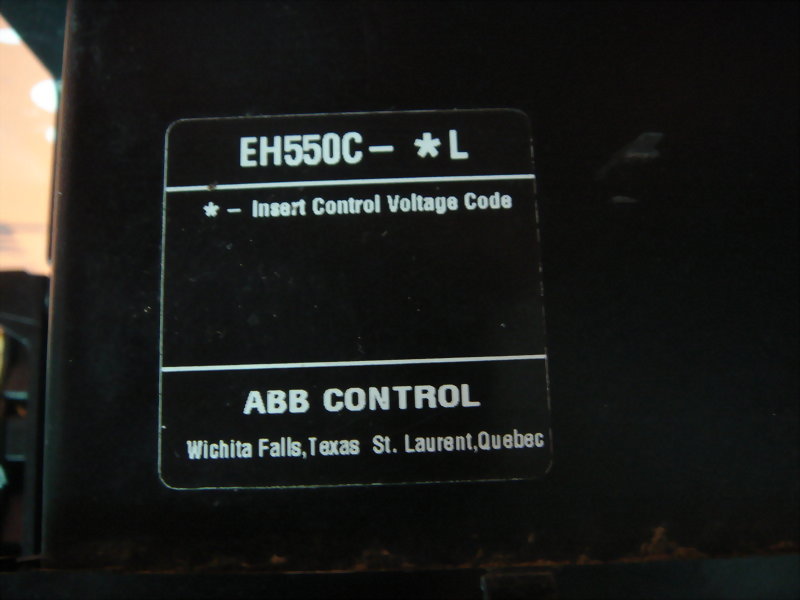 EH550C- *L
* - Insert Control Voltage Code
ABB CONTROL
Wichita Falls,Texas St. Laurent,Quebec